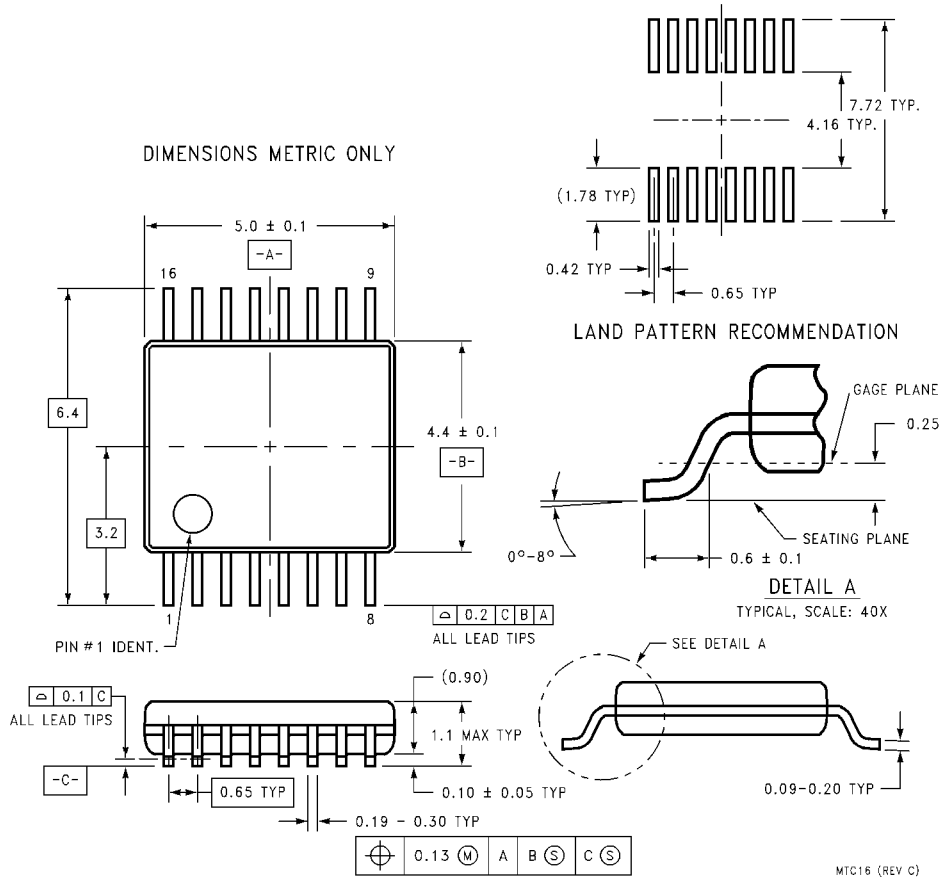 7.72 TYP.
4.16 TYP.
DIMENSIONS METRIC ONLY
(1.78 TYP)
5.0 ± 0.1
-A-
0.42 TYP
0.65 TYP
16
9
LAND PATTERN RECOMMENDATION
GAGE PLANE
0.25
6.4
4.4 ± 0.1
-B-
3.2
SEATING PLANE
0°-8°
0.6 ± 0.1
DETAIL A
TYPICAL, SCALE: 40X
1
8
⌓ 0.2 C B A
ALL LEAD TIPS
PIN #1 IDENT.
SEE DETAIL A
(0.90)
⌓ 0.1 C
ALL LEAD TIPS
1.1 MAX TYP
-C-
0.65 TYP
0.10 ± 0.05 TYP
0.09-0.20 TYP
0.19 - 0.30 TYP
⌖ 0.13 Ⓜ A B Ⓢ C Ⓢ
MTC16 (REV C)